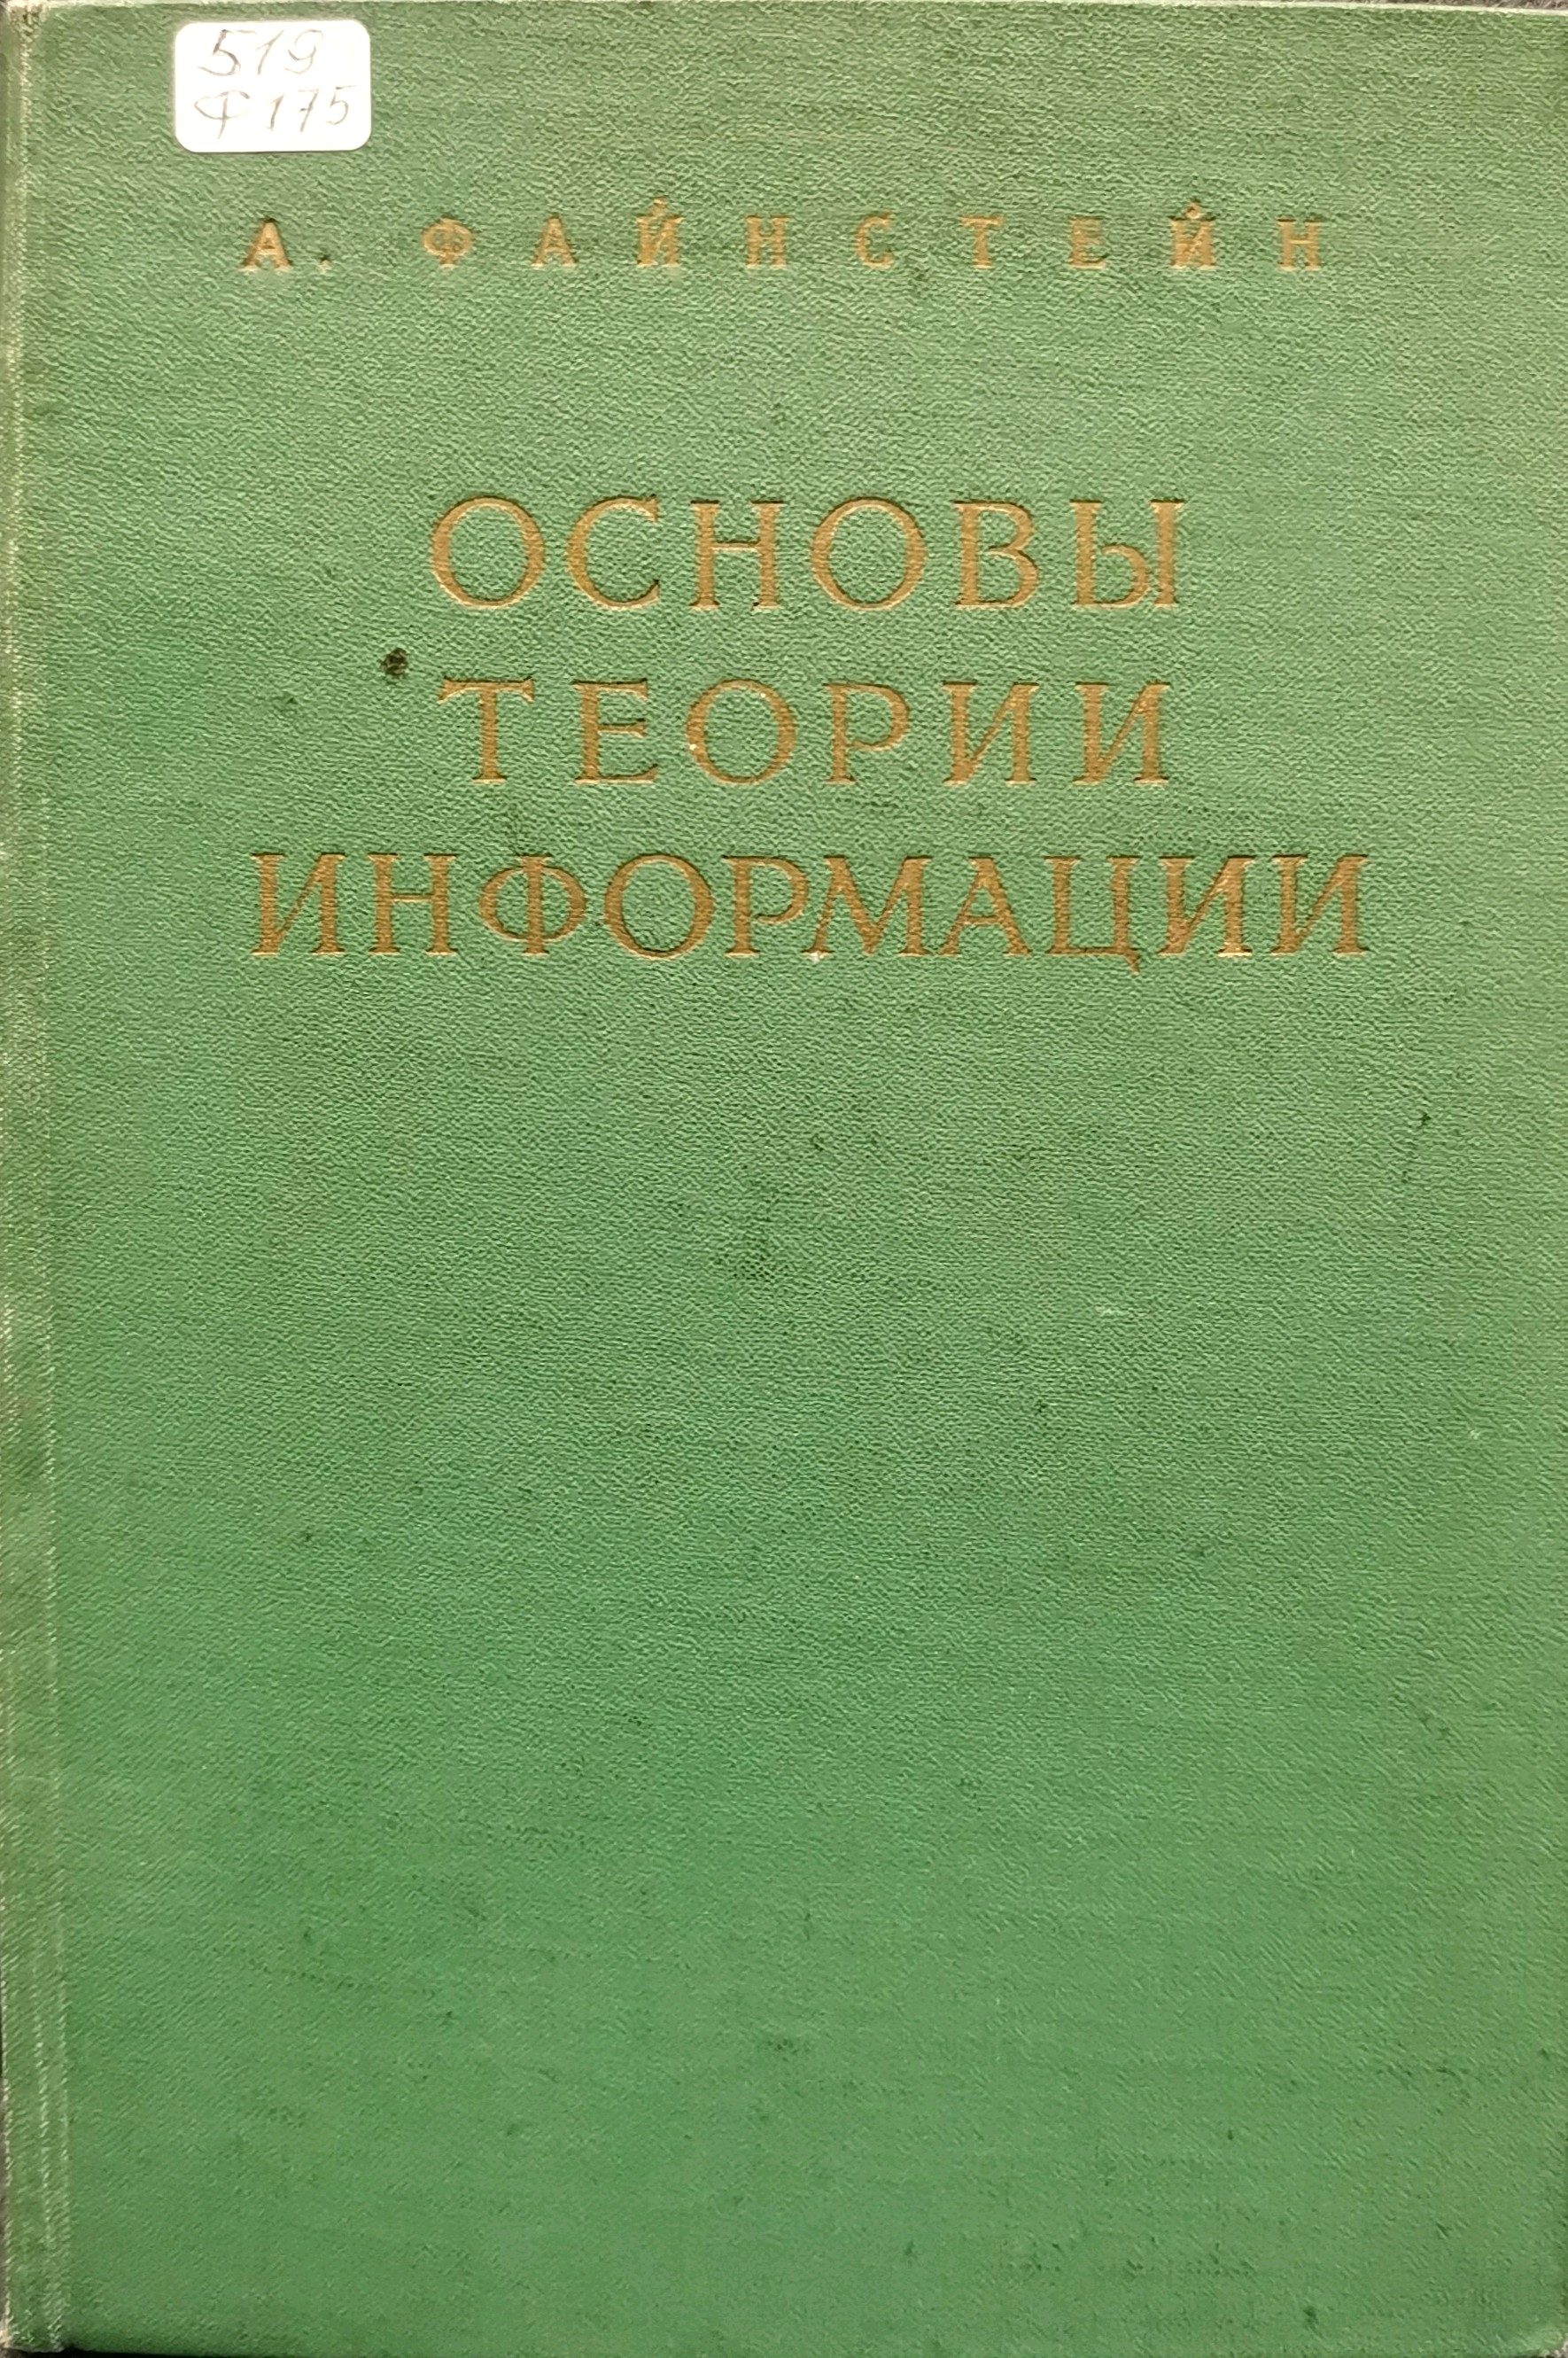 519
Ф175
А. ФАЙНСТЕЙН
ОСНОВЫ
ТЕОРИИ
ИНФОРМАЦИИ